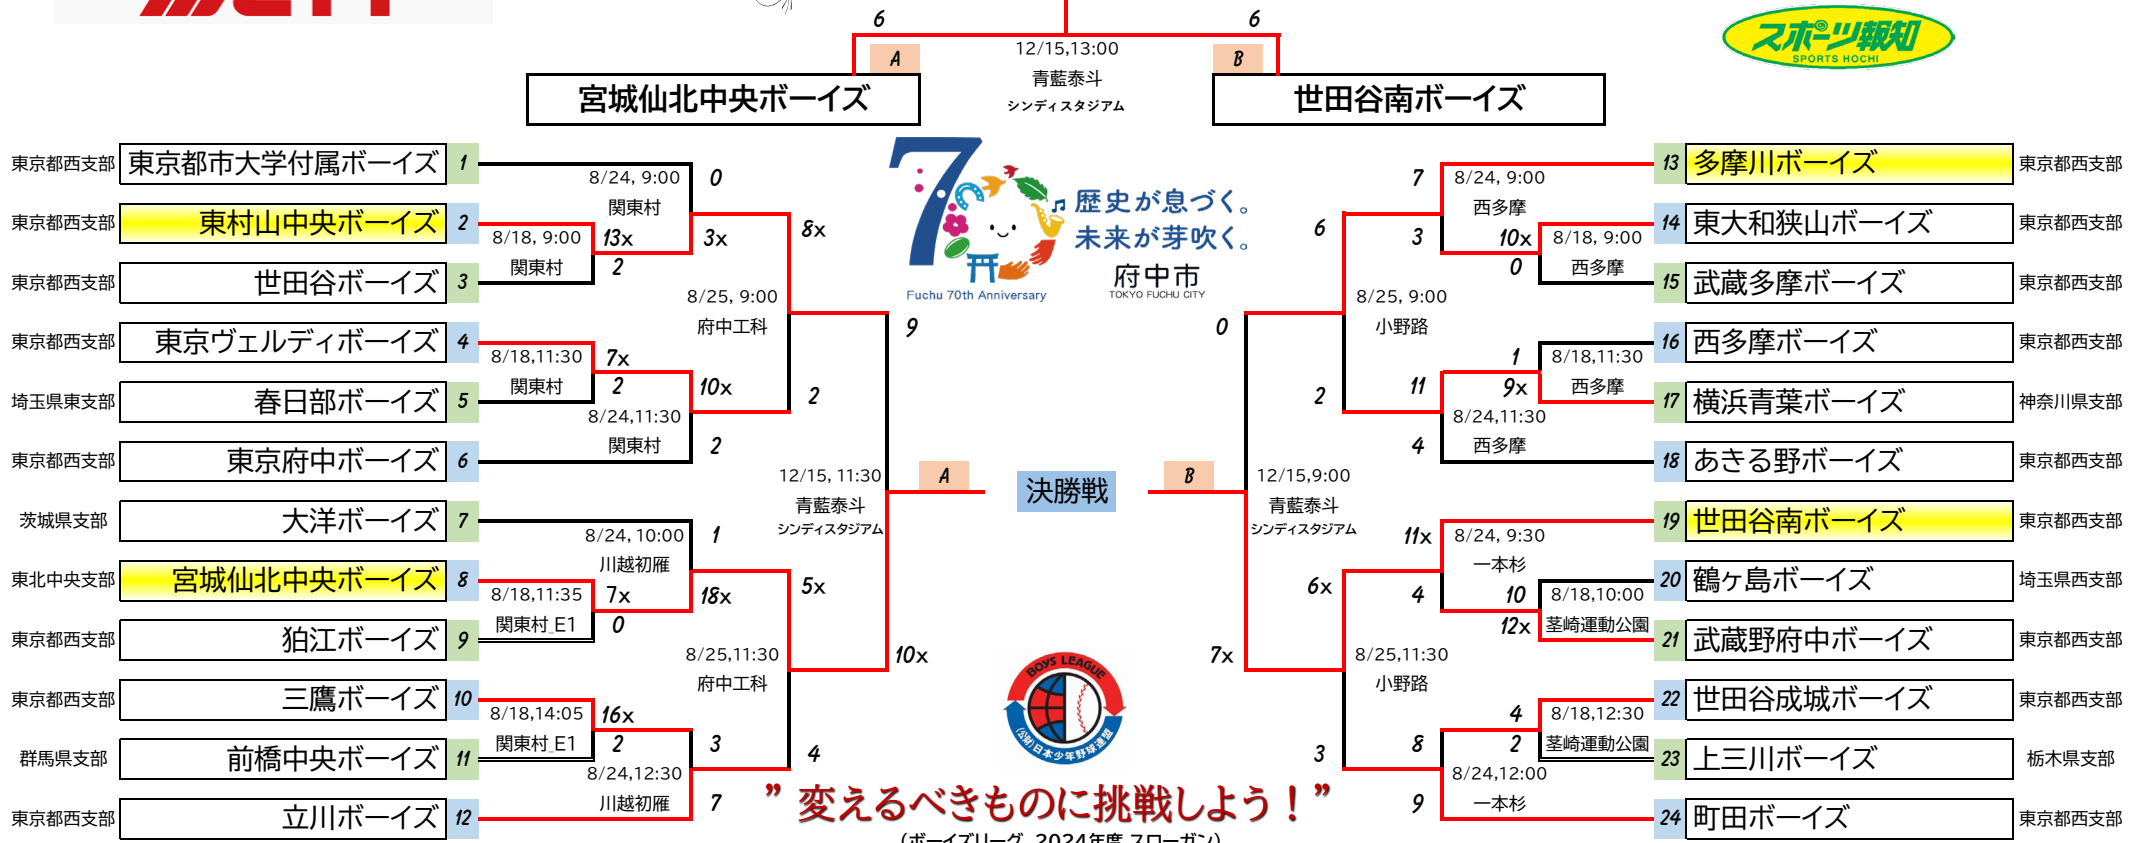 6
6
A
12/15,13:00
B
青藍泰斗
シンディスタジアム
宮城仙北中央ボーイズ
世田谷南ボーイズ
スポーツ報知
SPORTS HOCHI
東京都西支部 東京都市大学付属ボーイズ 1
8/24, 9:00 0
関東村
東京都西支部 東村山中央ボーイズ 2
8/18, 9:00 13x 3x 8x
関東村 2
東京都西支部 世田谷ボーイズ 3
8/25, 9:00
府中工科 9
東京都西支部 東京ヴェルディボーイズ 4
8/18,11:30 7x
関東村 2 10x 2
埼玉県東支部 春日部ボーイズ 5
8/24,11:30
関東村 2
東京都西支部 東京府中ボーイズ 6
12/15, 11:30 A
青藍泰斗
シンディスタジアム
茨城県支部 大洋ボーイズ 7
8/24, 10:00 1
川越初雁
東北中央支部 宮城仙北中央ボーイズ 8
8/18,11:35 7x 18x 5x
関東村_E1 0
東京都西支部 狛江ボーイズ 9
8/25,11:30 10x
府中工科
東京都西支部 三鷹ボーイズ 10
8/18,14:05 16x
関東村_E1 2 3 4
群馬県支部 前橋中央ボーイズ 11
8/24,12:30
川越初雁 7
東京都西支部 立川ボーイズ 12
70
歴史が息づく。
未来が芽吹く。
府中市
TOKYO FUCHU CITY
Fuchu 70th Anniversary
決勝戦
BOYS LEAGUE
(公財)日本少年野球連盟
” 変えるべきものに挑戦しよう！”
(ボーイズリーグ 2024年度 スローガン)
13 多摩川ボーイズ 東京都西支部
7 8/24, 9:00
西多摩
14 東大和狭山ボーイズ 東京都西支部
6 3 10x 8/18, 9:00
0 西多摩
15 武蔵多摩ボーイズ 東京都西支部
8/25, 9:00
0 小野路
16 西多摩ボーイズ 東京都西支部
1 8/18,11:30
2 11 9x 西多摩
17 横浜青葉ボーイズ 神奈川県支部
8/24,11:30
4 西多摩
18 あきる野ボーイズ 東京都西支部
B 12/15,9:00
青藍泰斗
シンディスタジアム
19 世田谷南ボーイズ 東京都西支部
11x 8/24, 9:30
一本杉
20 鶴ヶ島ボーイズ 埼玉県西支部
6x 4 10 8/18,10:00
12x 茎崎運動公園
21 武蔵野府中ボーイズ 東京都西支部
7x 8/25,11:30
小野路
22 世田谷成城ボーイズ 東京都西支部
4 8/18,12:30
3 8 2 茎崎運動公園
23 上三川ボーイズ 栃木県支部
8/24,12:00
9 一本杉
24 町田ボーイズ 東京都西支部